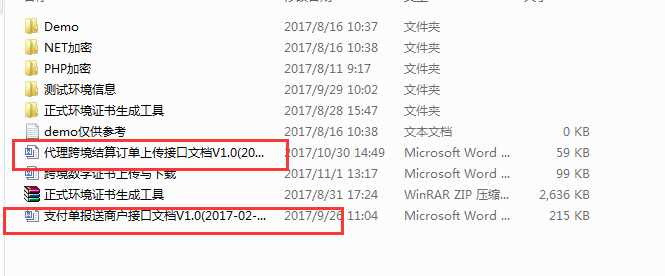 Demo 2017/8/16 10:37 文件夹
NET加密 2017/8/16 10:38 文件夹
PHP加密 2017/8/11 9:17 文件夹
测试环境信息 2017/9/29 10:02 文件夹
正式环境证书生成工具 2017/8/28 15:47 文件夹
demo仅供参考 2017/8/16 10:38 文本文档 0 KB
代理跨境结算订单上传接口文档V1.0(20... 2017/10/30 14:49 Microsoft Word ... 59 KB
跨境数字证书上传与下载 2017/11/1 13:17 Microsoft Word ... 99 KB
正式环境证书生成工具 2017/8/31 17:24 WinRAR ZIP 压缩... 2,636 KB
支付单报送商户接口文档V1.0(2017-02-... 2017/9/26 11:04 Microsoft Word ... 215 KB